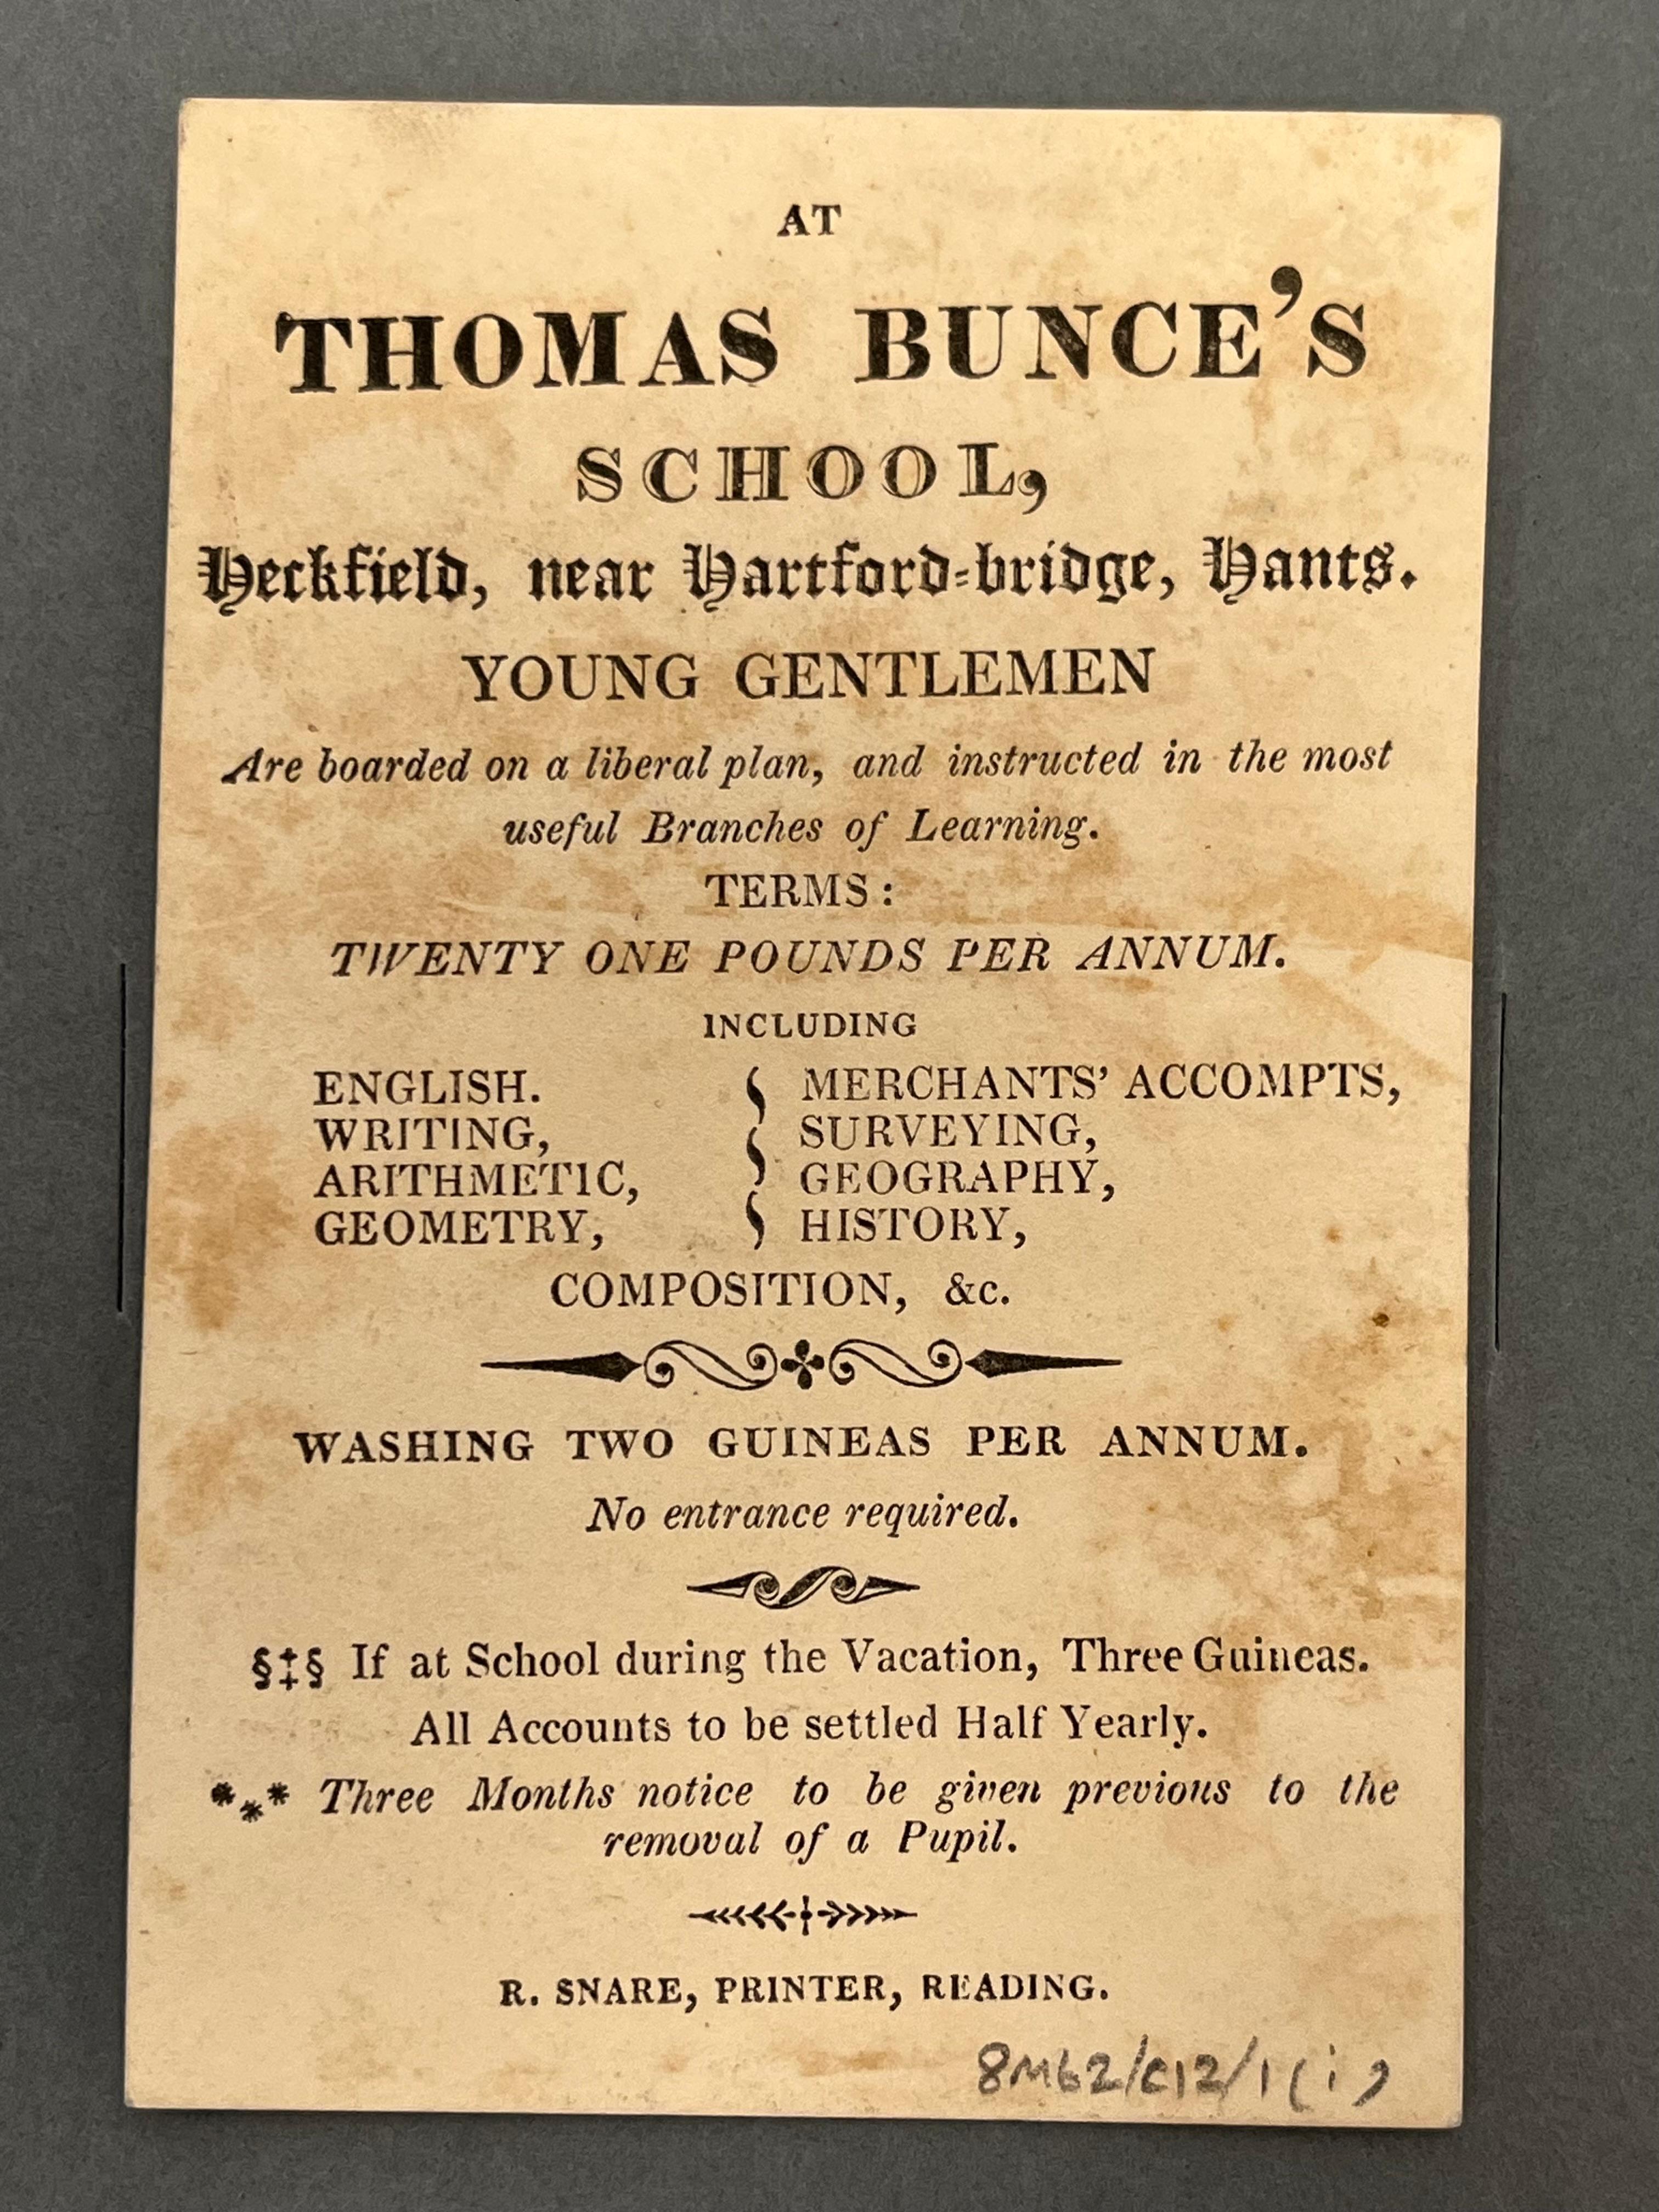 AT
THOMAS BUNCE'S
SCHOOL,
Heckfield, near Hartford-bridge, Hants.
YOUNG GENTLEMEN
Are boarded on a liberal plan, and instructed in the most
useful Branches of Learning.
TERMS:
TWENTY ONE POUNDS PER ANNUM.
INCLUDING
ENGLISH. MERCHANTS' ACCOMPTS,
WRITING, SURVEYING,
ARITHMETIC, GEOGRAPHY,
GEOMETRY, HISTORY,
COMPOSITION, &c.
WASHING TWO GUINEAS PER ANNUM.
No entrance required.
§‡§ If at School during the Vacation, Three Guineas.
All Accounts to be settled Half Yearly.
*⁎* Three Months notice to be given previous to the
removal of a Pupil.
R. SNARE, PRINTER, READING.
8M62/C12/1(i)